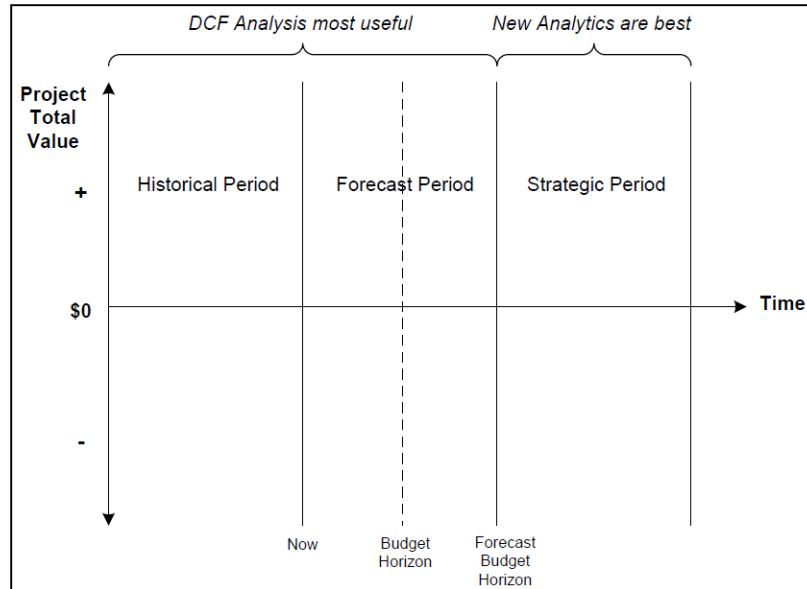 DCF Analysis most useful
New Analytics are best
Project
Total
Value
+
Historical Period
Forecast Period
Strategic Period
$0
Time
-
Now
Budget
Horizon
Forecast
Budget
Horizon